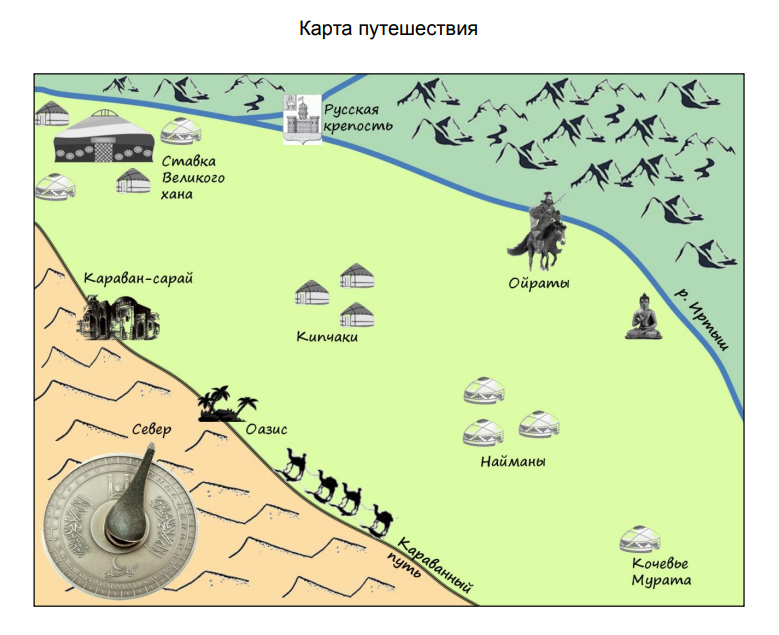 Карта путешествия
Русская
крепость
Ставка
Великого
хана
Караван-сарай
Ойраты
р. Иртыш
Кипчаки
Оазис
Север
Найманы
Караванный
путь
Кочевье
Мурата